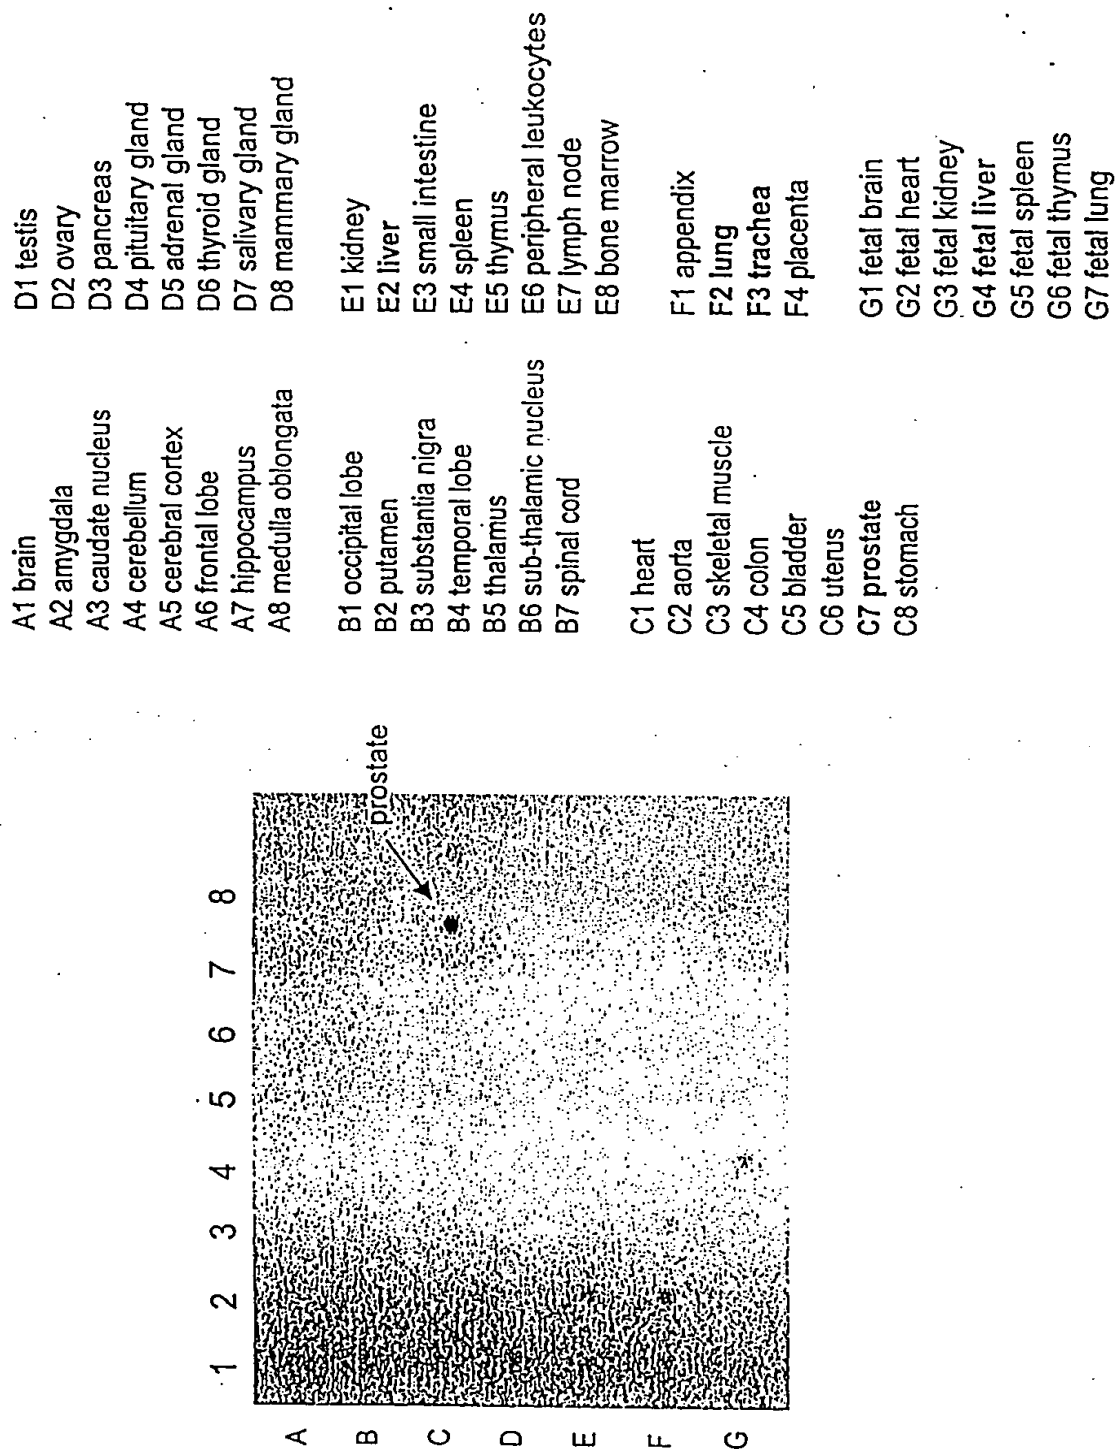 1 2 3 4 5 6 7 8
A
B
C
D
E
F
G
prostate
A1 brain
A2 amygdala
A3 caudate nucleus
A4 cerebellum
A5 cerebral cortex
A6 frontal lobe
A7 hippocampus
A8 medulla oblongata
B1 occipital lobe
B2 putamen
B3 substantia nigra
B4 temporal lobe
B5 thalamus
B6 sub-thalamic nucleus
B7 spinal cord
C1 heart
C2 aorta
C3 skeletal muscle
C4 colon
C5 bladder
C6 uterus
C7 prostate
C8 stomach
D1 testis
D2 ovary
D3 pancreas
D4 pituitary gland
D5 adrenal gland
D6 thyroid gland
D7 salivary gland
D8 mammary gland
E1 kidney
E2 liver
E3 small intestine
E4 spleen
E5 thymus
E6 peripheral leukocytes
E7 lymph node
E8 bone marrow
F1 appendix
F2 lung
F3 trachea
F4 placenta
G1 fetal brain
G2 fetal heart
G3 fetal kidney
G4 fetal liver
G5 fetal spleen
G6 fetal thymus
G7 fetal lung